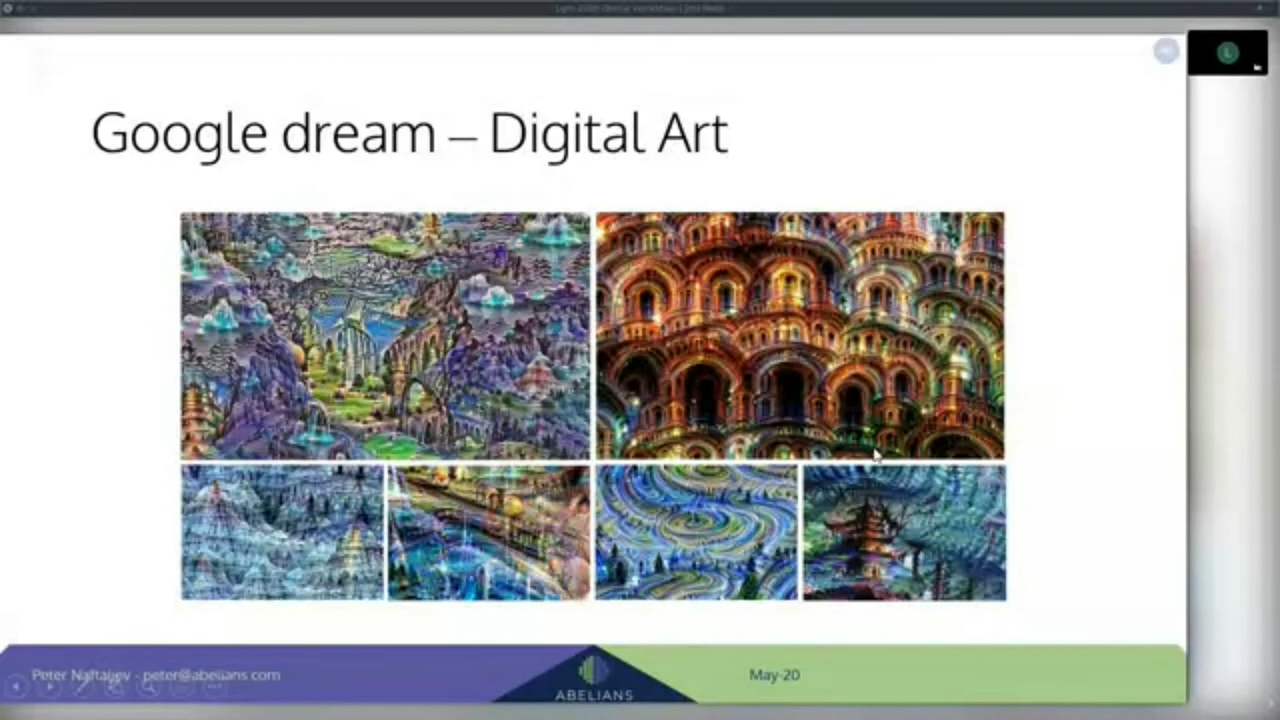 L
Google dream – Digital Art
Peter Naftaliev - peter@abelians.com
ABELIANS
May-20